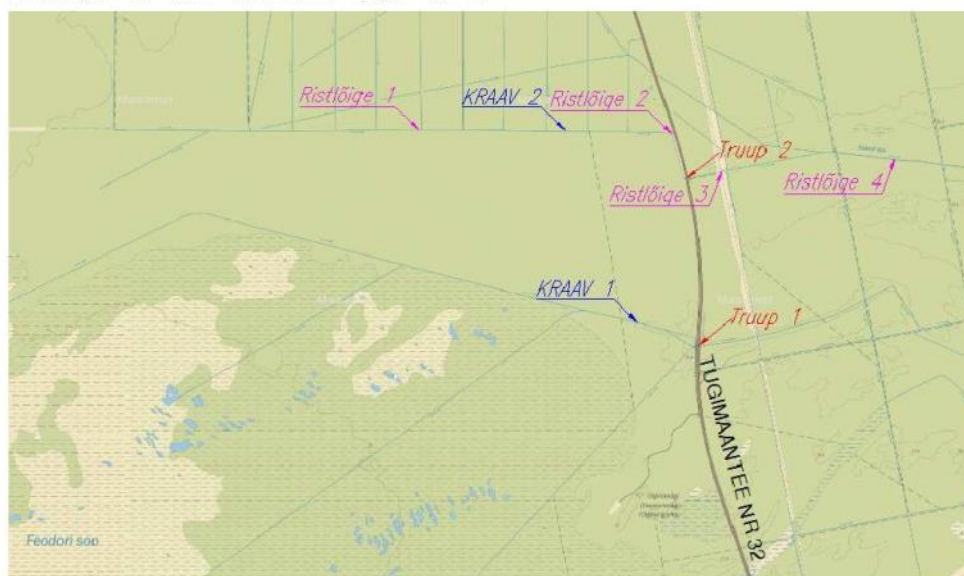 Ristlõige 1
KRAAV 2
Ristlõige 2
Truup 2
Ristlõige 3
Ristlõige 4
KRAAV 1
Truup 1
TUGIMAANTEE NR 32
Feodori soo